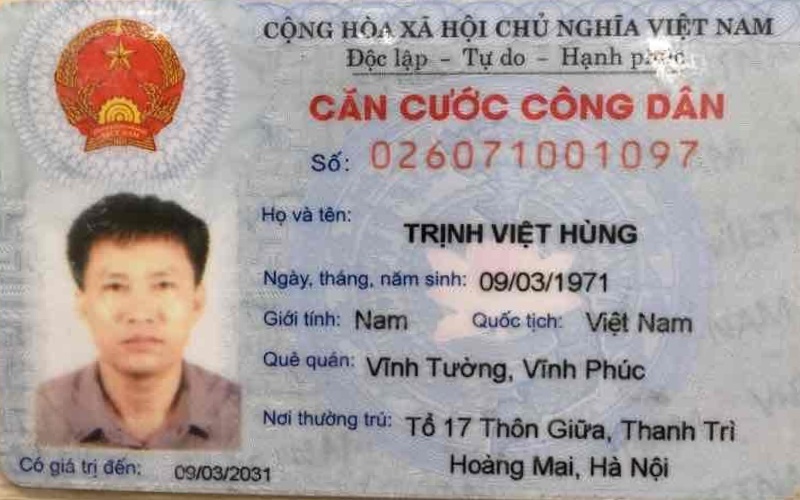 CỘNG HÒA XÃ HỘI CHỦ NGHĨA VIỆT NAM
Độc lập - Tự do - Hạnh phúc
CĂN CƯỚC CÔNG DÂN
Số: 026071001097
Họ và tên:
TRỊNH VIỆT HÙNG
Ngày, tháng, năm sinh: 09/03/1971
Giới tính: Nam Quốc tịch: Việt Nam
Quê quán: Vĩnh Tường, Vĩnh Phúc
Nơi thường trú: Tổ 17 Thôn Giữa, Thanh Trì
Hoàng Mai, Hà Nội
Có giá trị đến: 09/03/2031